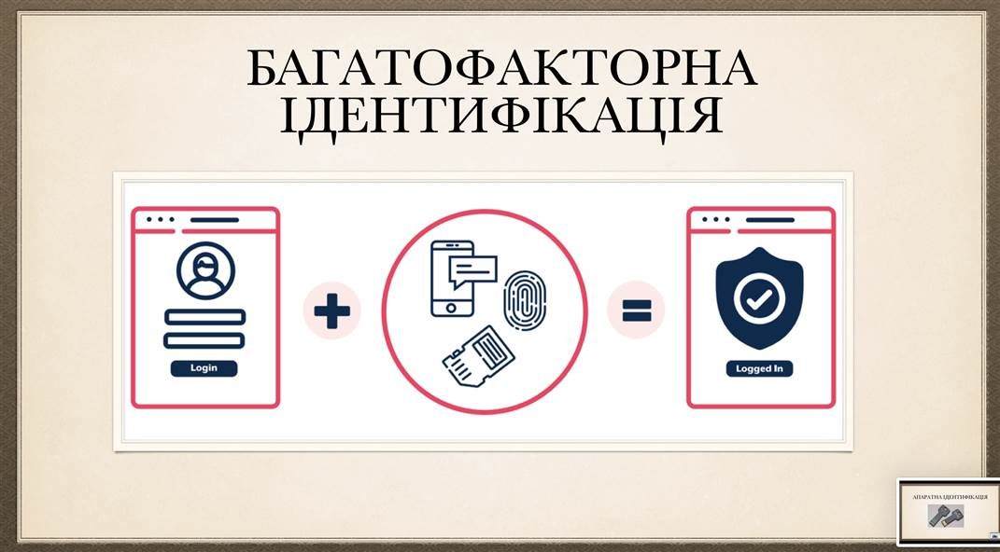 БАГАТОФАКТОРНА
ІДЕНТИФІКАЦІЯ
Login
Logged In
АПАРАТНА ІДЕНТИФІКАЦІЯ